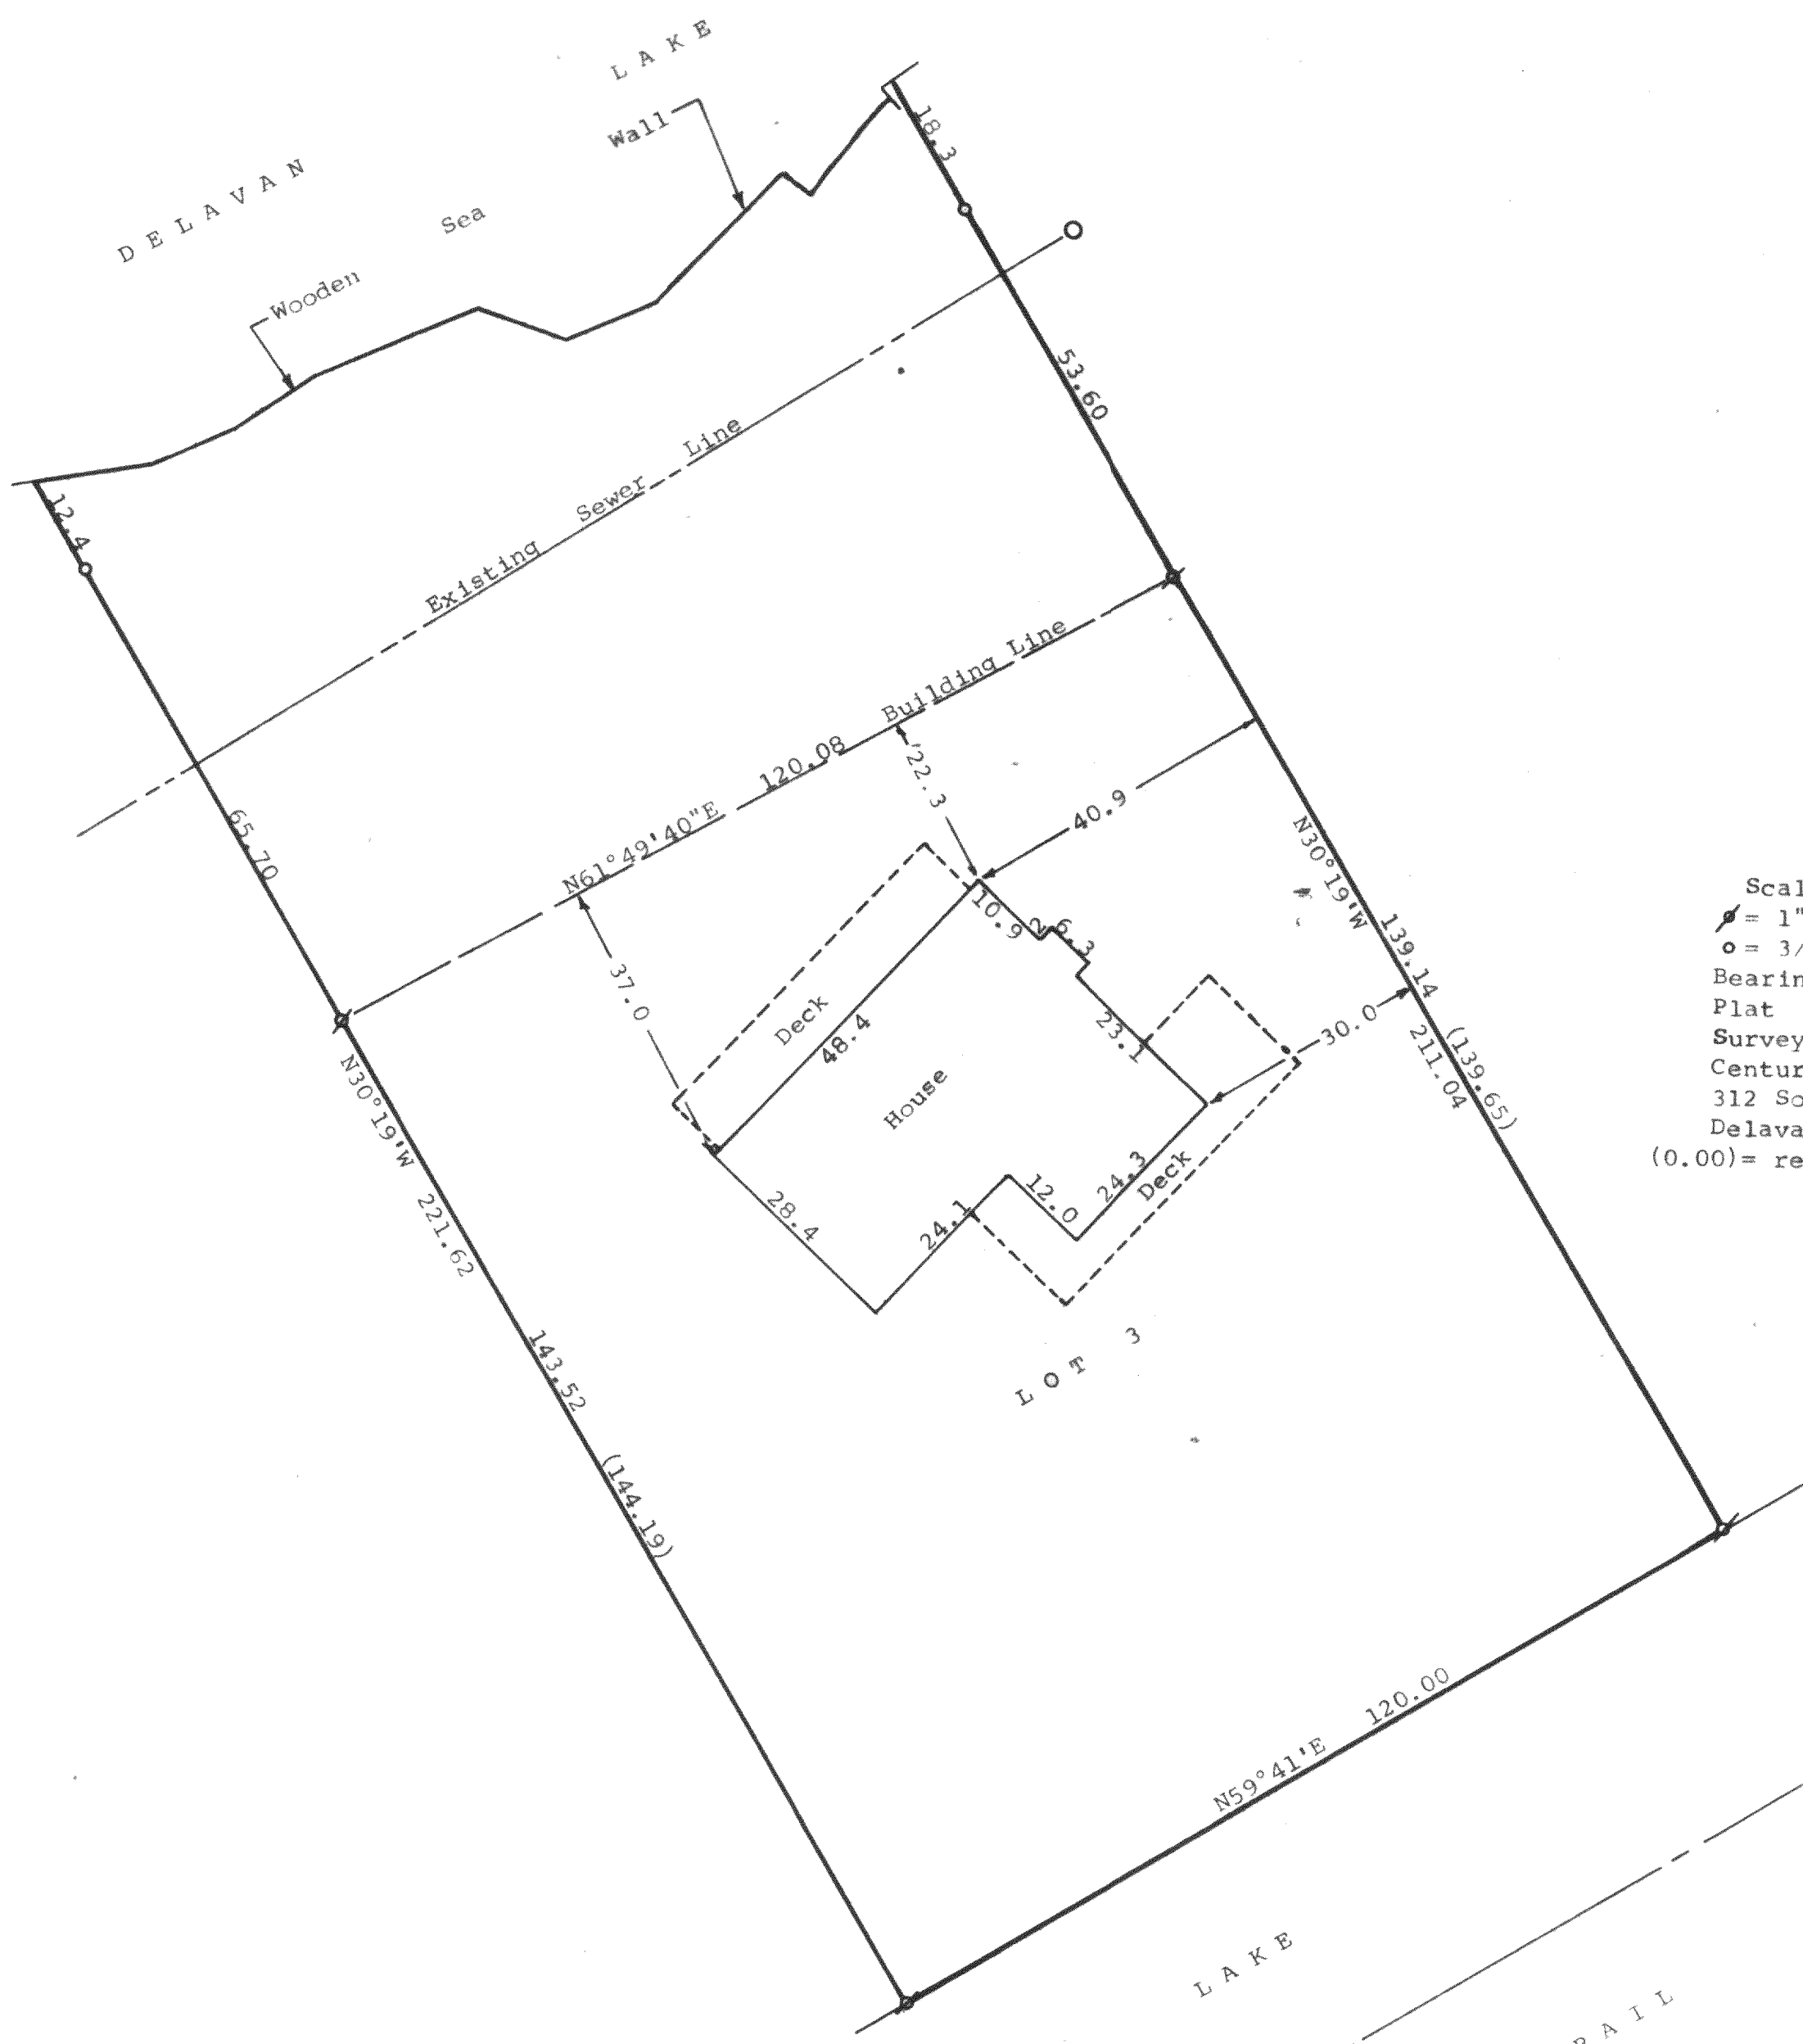 DELAVAN LAKE
Wooden Sea Wall
18.3
12.4
53.60
Existing Sewer Line
65.70
N61°49'40"E 120.08 Building Line
22.3
40.9
37.0
10.9
2
6.3
Deck
48.4
23.1
House
30.0
N30°19'W 139.14 (139.65)
211.04
28.4
24.1
12.0
24.3
Deck
N30°19'W 221.62
143.52 (144.19)
LOT 3
N59°41'E 120.00
LAKE
RAIL
Scal
= 1"
= 3/
Bearin
Plat
Survey
Centur
312 So
Delava
(0.00)= re